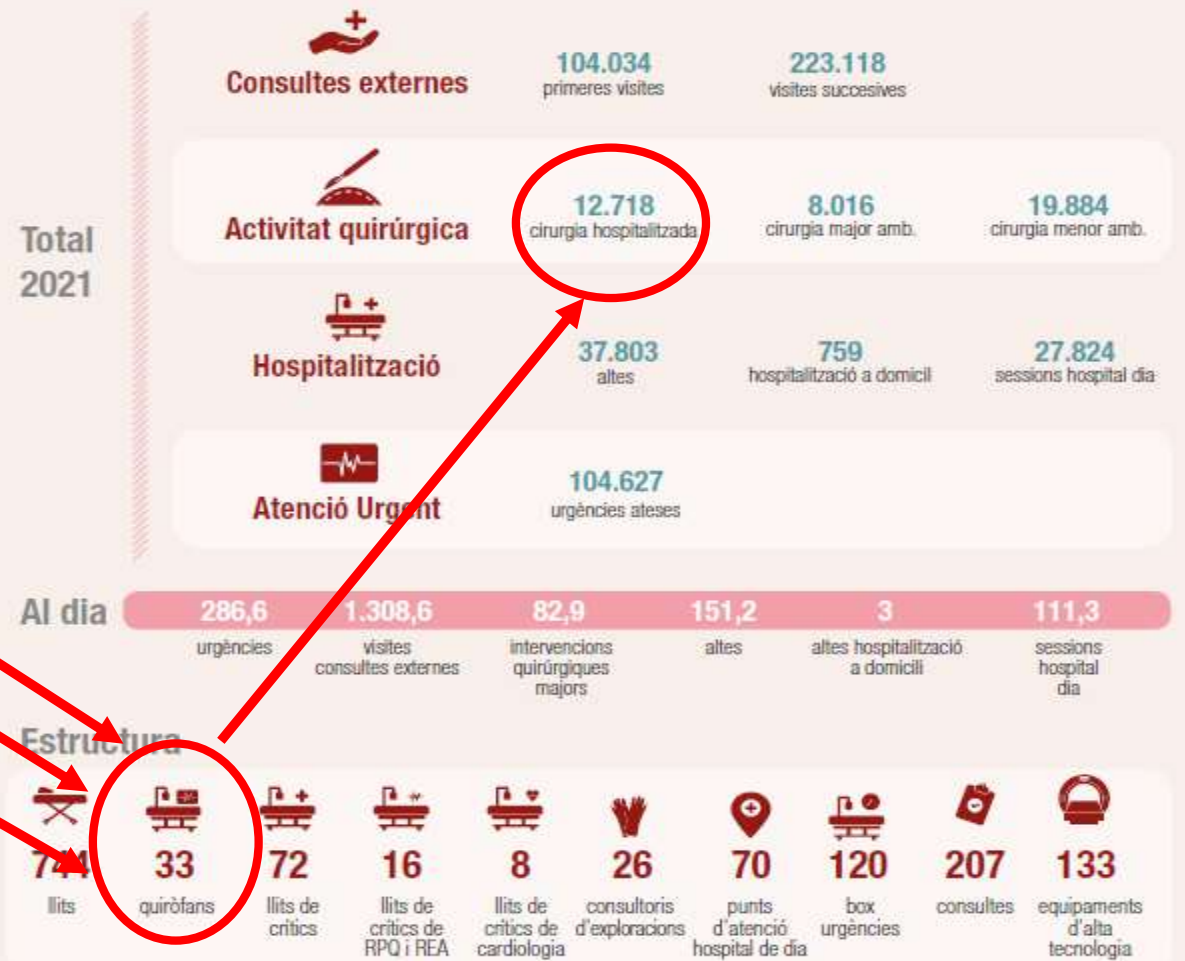 Consultes externes
104.034
primeres visites
223.118
visites succesives
Total
2021
Activitat quirúrgica
12.718
cirurgia hospitalitzada
8.016
cirurgia major amb.
19.884
cirurgia menor amb.
Hospitalització
37.803
altes
759
hospitalització a domicil
27.824
sessions hospital dia
Atenció Urgent
104.627
urgències ateses
Al dia
286,6
urgències
1.308,6
visites
consultes externes
82,9
intervencions
quirúrgiques
majors
151,2
altes
3
altes hospitalització
a domicili
111,3
sessions
hospital
dia
Estructura
744
llits
33
quiròfans
72
llits de
crítics
16
llits de
crítics de
RPQ i REA
8
llits de
crítics de
cardiologia
26
consultoris
d'exploracions
70
punts
d'atenció
hospital de dia
120
box
urgències
207
consultes
133
equipaments
d'alta
tecnologia